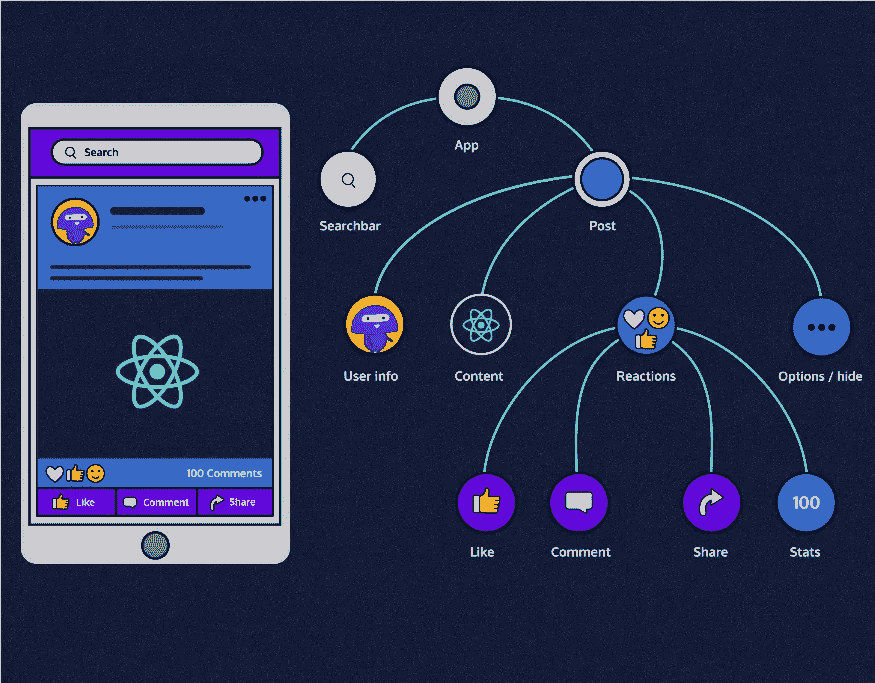 Search
100 Comments
Like
Comment
Share
App
Searchbar
Post
User info
Content
Reactions
Options / hide
100
Like
Comment
Share
Stats